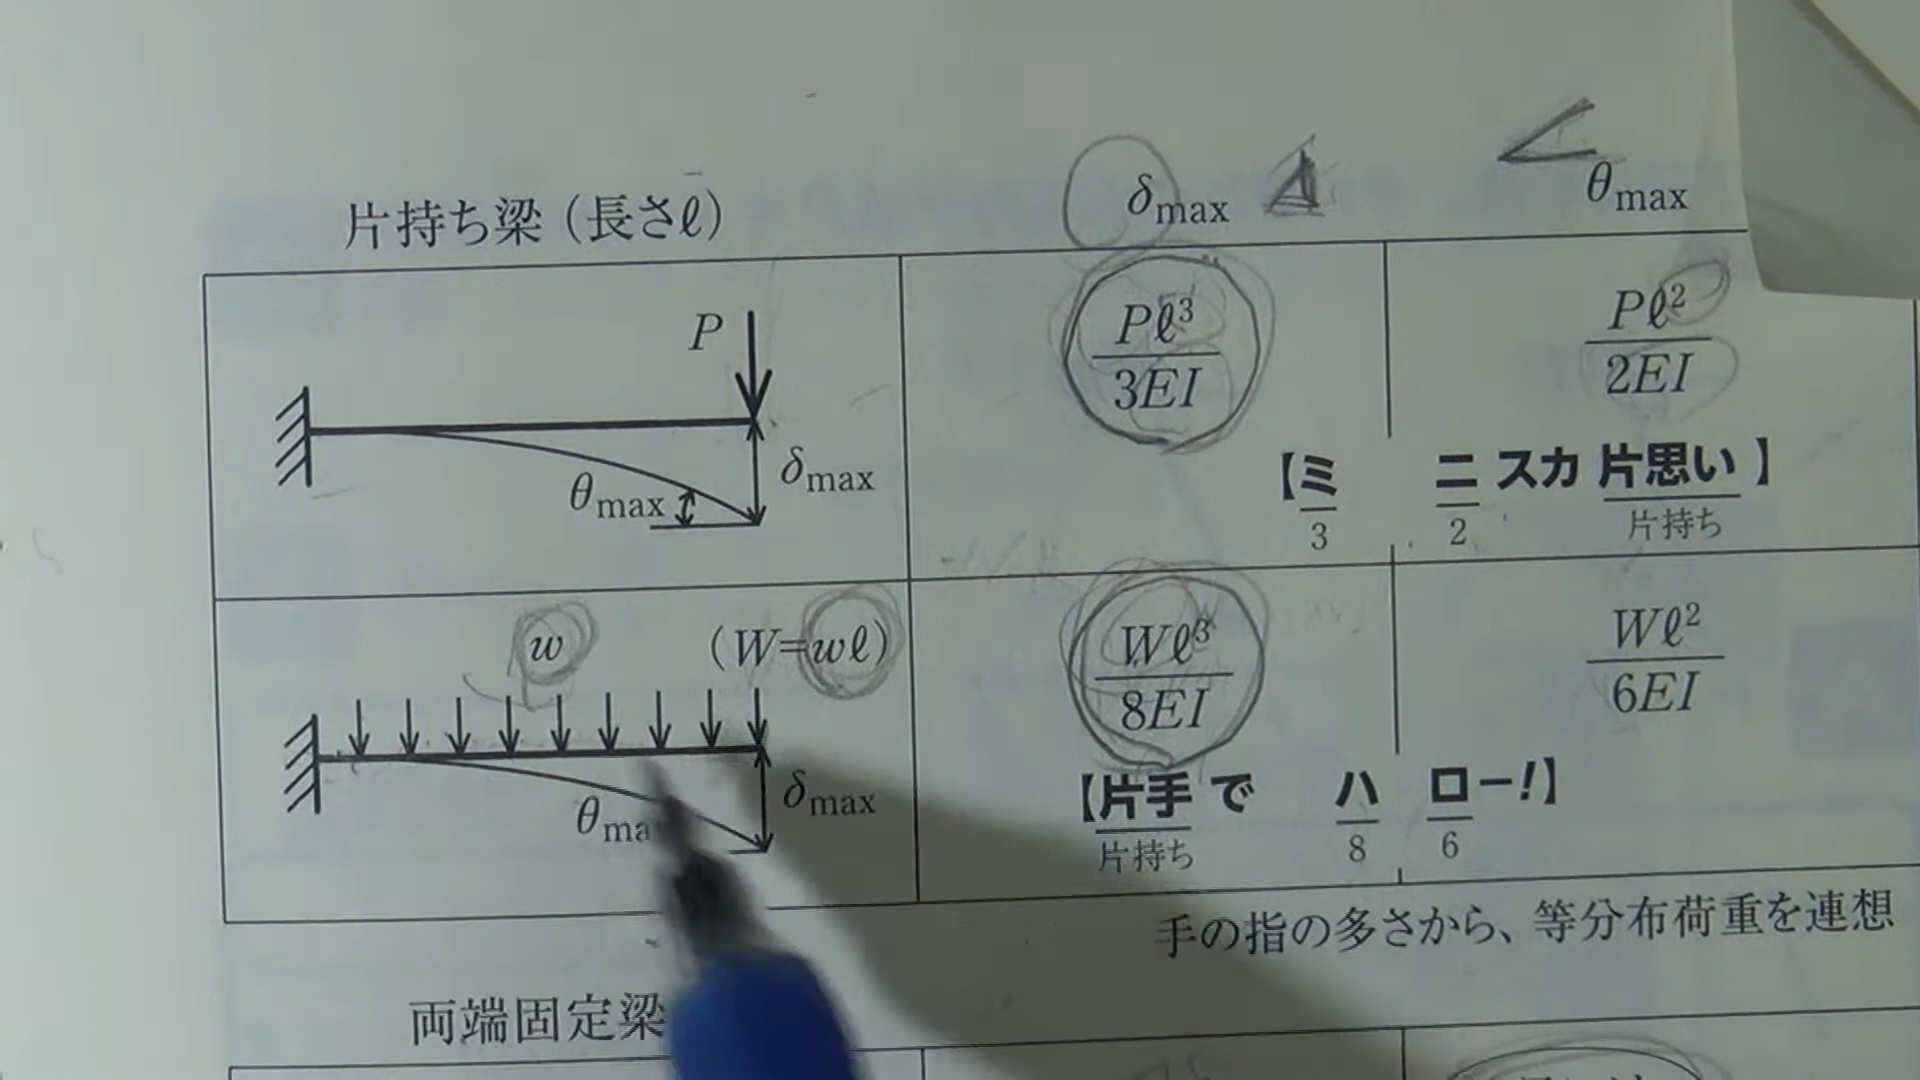 片持ち梁（長さℓ） δmax θmax
P
δmax
θmax
Pℓ³/3EI
Pℓ²/2EI
【ミ ニ スカ 片思い】
3 2 片持ち
w (W=wℓ)
δmax
θma
Wℓ³/8EI
Wℓ²/6EI
【片手 で ハ ロー!】
片持ち 8 6
手の指の多さから、等分布荷重を連想
両端固定梁